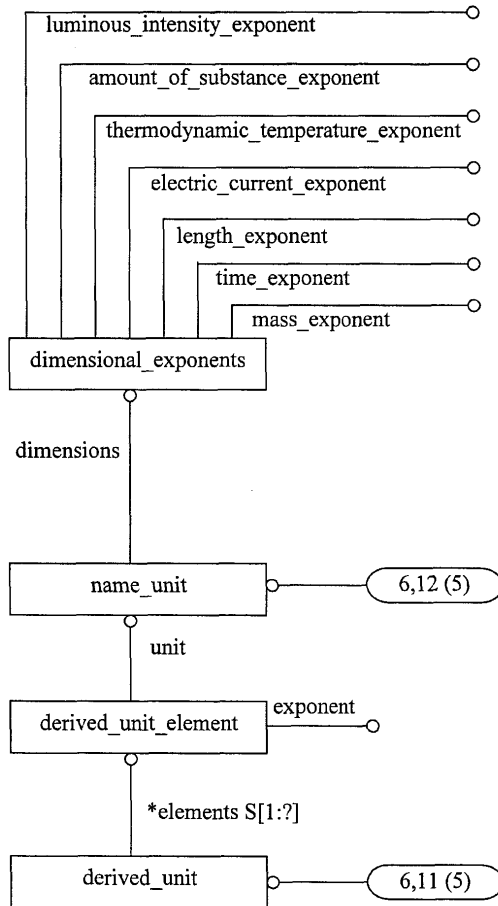 luminous_intensity_exponent
amount_of_substance_exponent
thermodynamic_temperature_exponent
electric_current_exponent
length_exponent
time_exponent
mass_exponent
dimensional_exponents
dimensions
name_unit
6,12 (5)
unit
derived_unit_element
exponent
*elements S[1:?]
derived_unit
6,11 (5)